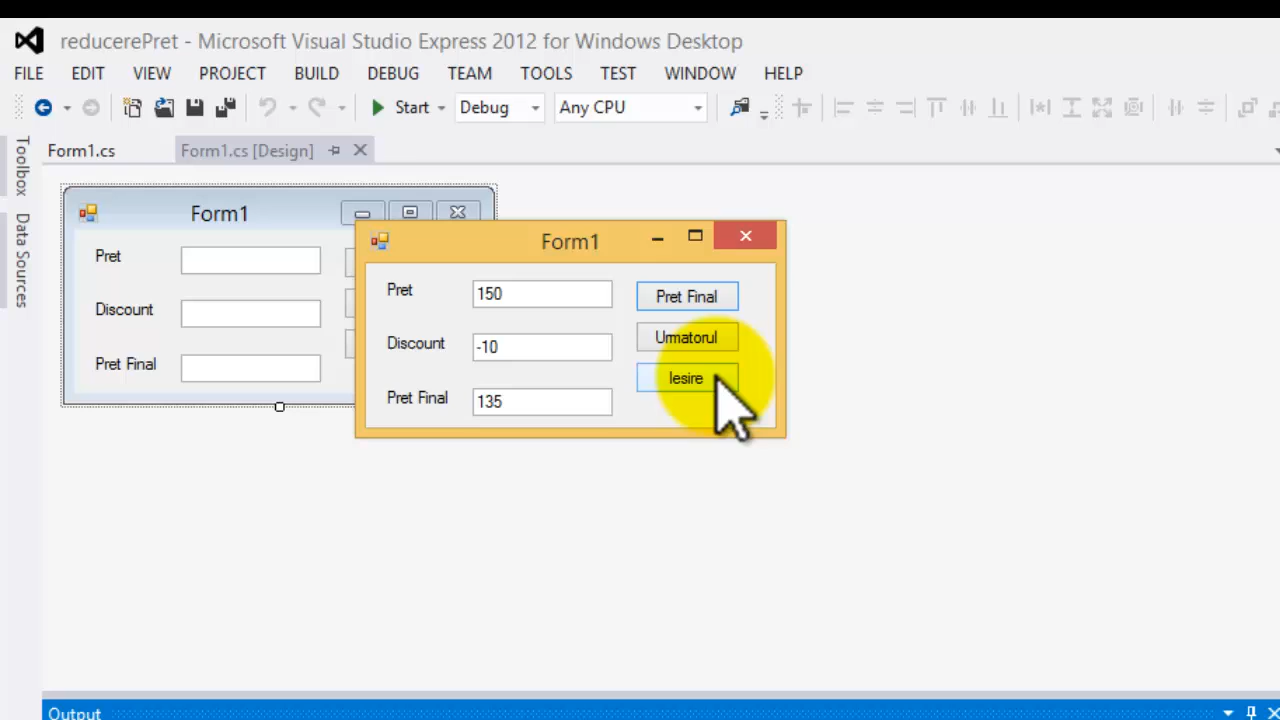 reducerePret - Microsoft Visual Studio Express 2012 for Windows Desktop
FILE EDIT VIEW PROJECT BUILD DEBUG TEAM TOOLS TEST WINDOW HELP
Start Debug Any CPU
Form1.cs Form1.cs [Design]
Toolbox
Data Sources
Form1
Pret
Discount
Pret Final
Form1
Pret 150 Pret Final
Discount -10 Urmatorul
Iesire
Pret Final 135
Output